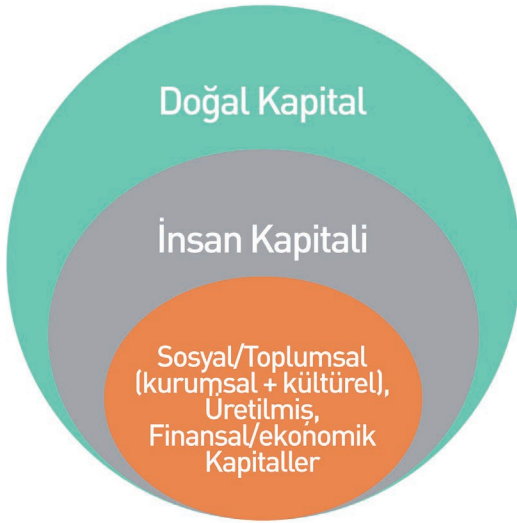 Doğal Kapital
İnsan Kapitali
Sosyal/Toplumsal
(kurumsal + kültürel),
Üretilmiş,
Finansal/ekonomik
Kapitaller